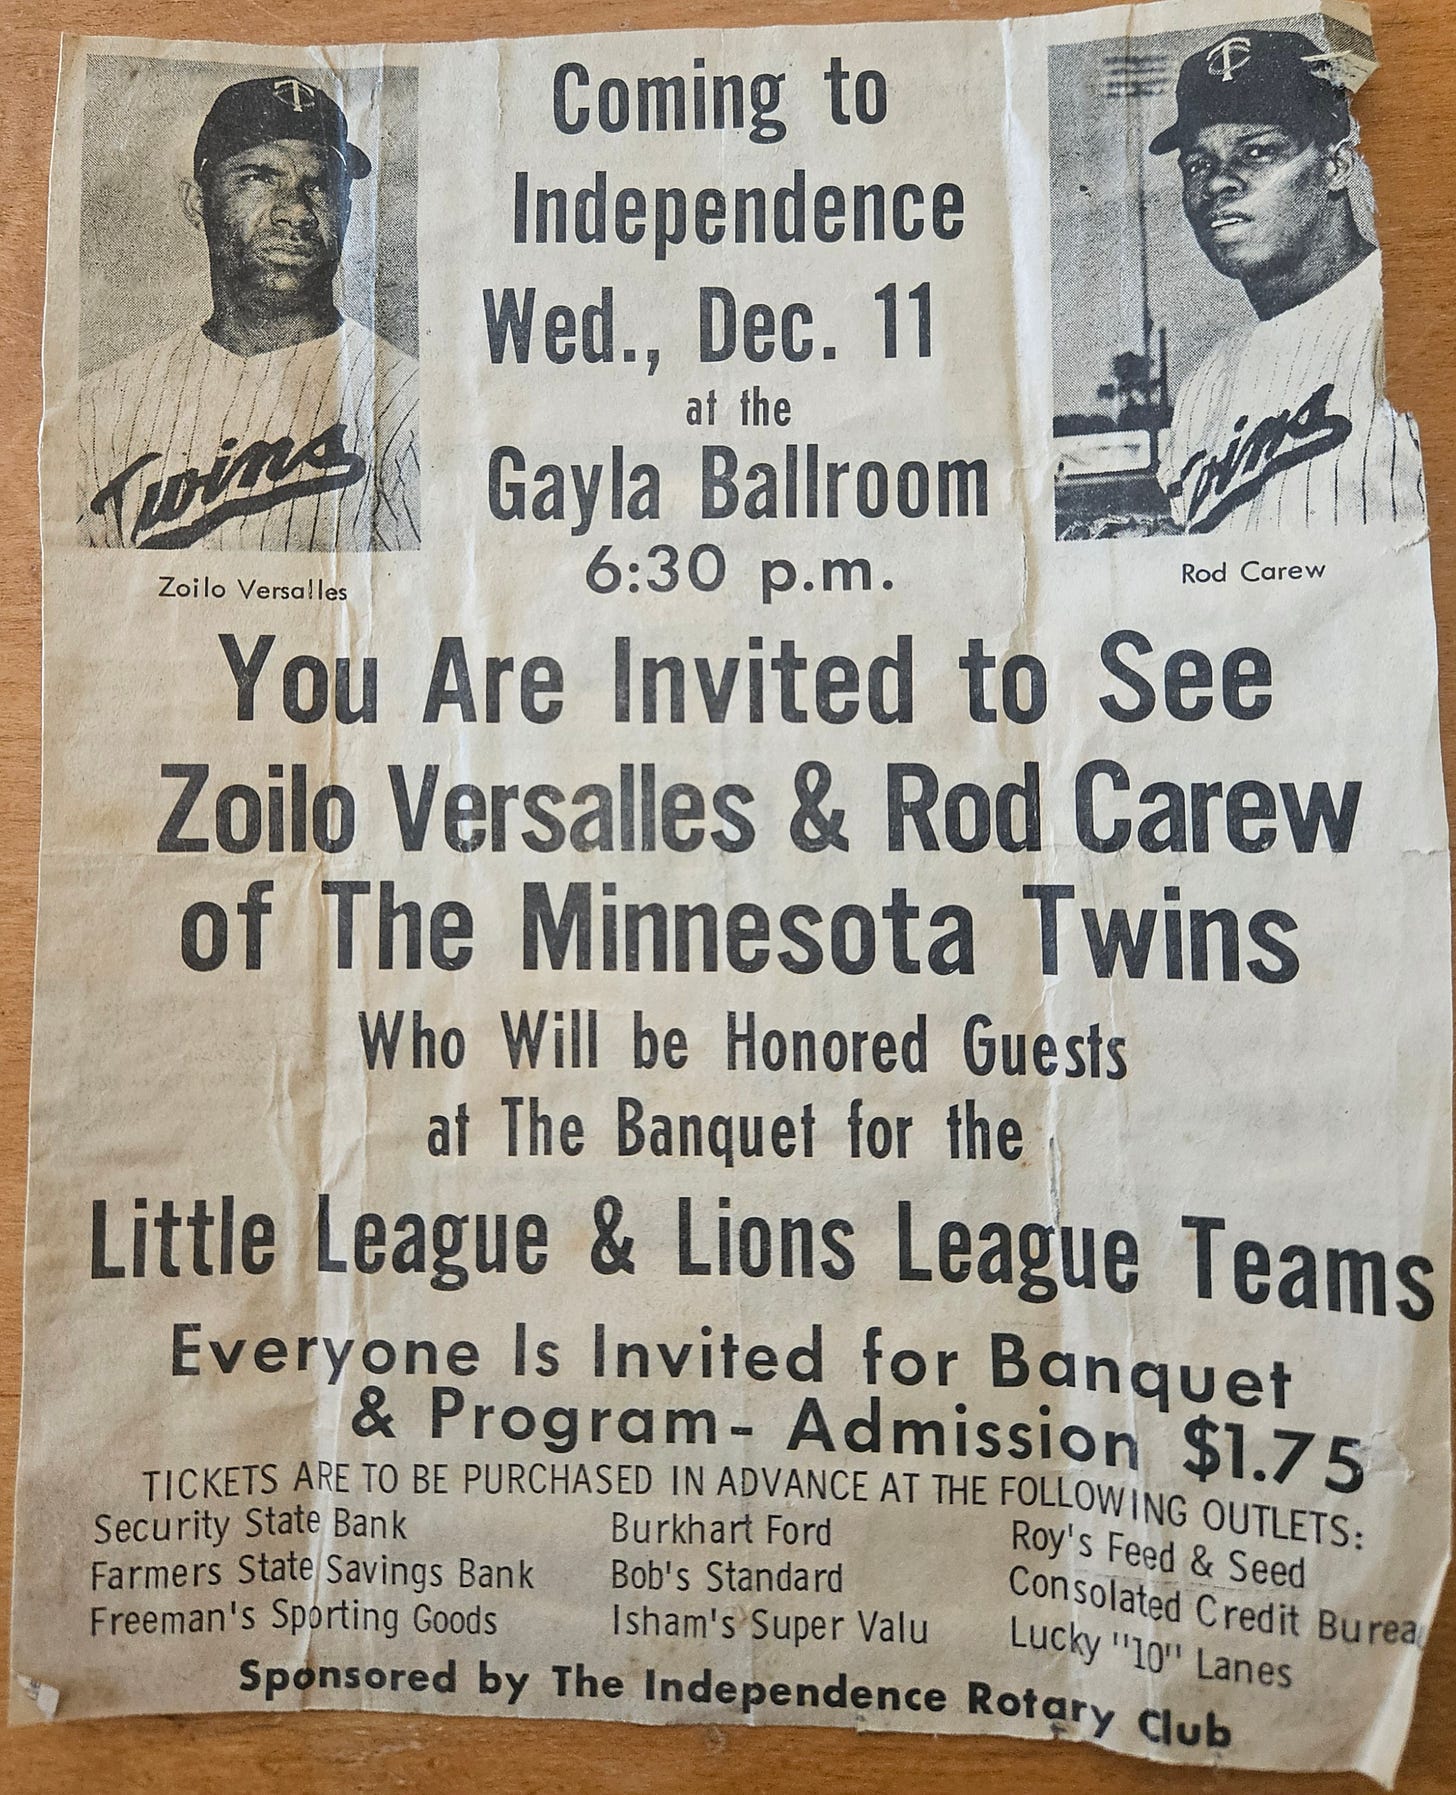 Coming to
Independence
Wed., Dec. 11
at the
Gayla Ballroom
6:30 p.m.
TC
Twins
Zoilo Versalles
TC
Twins
Rod Carew
You Are Invited to See
Zoilo Versalles & Rod Carew
of The Minnesota Twins
Who Will be Honored Guests
at The Banquet for the
Little League & Lions League Teams
Everyone Is Invited for Banquet
& Program - Admission $1.75
TICKETS ARE TO BE PURCHASED IN ADVANCE AT THE FOLLOWING OUTLETS:
Security State Bank
Farmers State Savings Bank
Freeman's Sporting Goods
Burkhart Ford
Bob's Standard
Isham's Super Valu
Roy's Feed & Seed
Consolated Credit Burea
Lucky "10" Lanes
Sponsored by The Independence Rotary Club